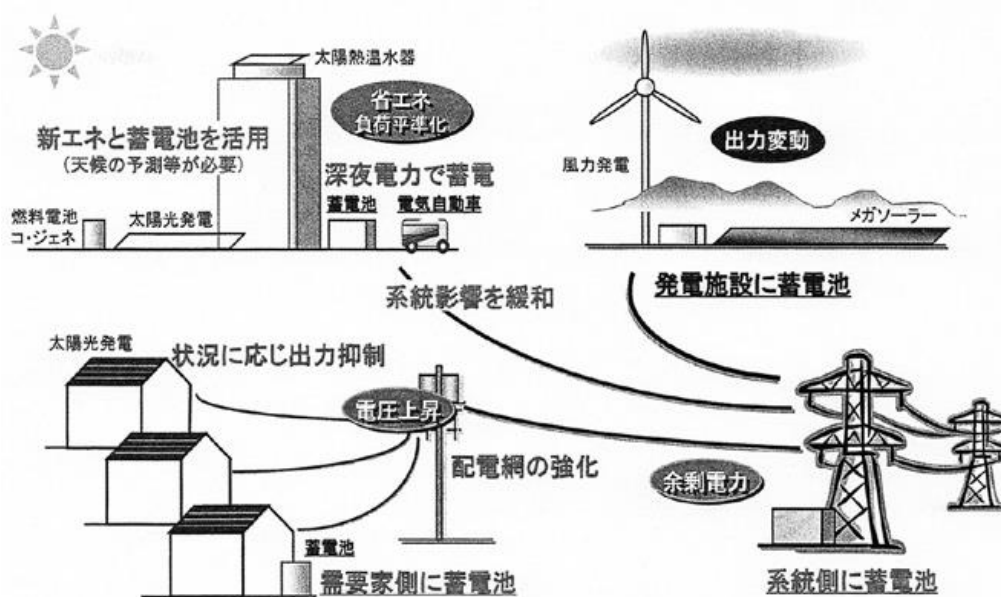 太陽熱温水器
省エネ
負荷平準化
新エネと蓄電池を活用
(天候の予測等が必要)
深夜電力で蓄電
蓄電池
電気自動車
燃料電池
コ・ジェネ
太陽光発電
出力変動
風力発電
メガソーラー
発電施設に蓄電池
系統影響を緩和
太陽光発電
状況に応じ出力抑制
電圧上昇
配電網の強化
余剰電力
蓄電池
需要家側に蓄電池
系統側に蓄電池